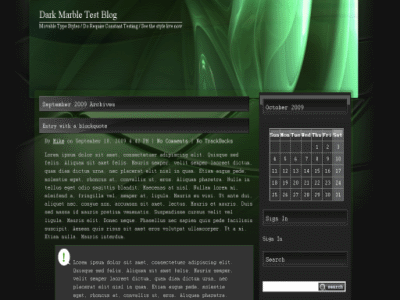 Dark Marble Test Blog
Movable Type Styles / Do Require Constant Testing / See the style live now
September 2009 Archives
Entry with a blockquote
By Mike on September 18, 2009 | No Comments | No TrackBacks
Lorem ipsum dolor sit amet, consectetuer adipiscing elit. Quisque sed
felis. Aliquam sit amet felis. Mauris semper, velit semper laoreet dictum,
quam diam dictum urna, nec placerat elit nisl in quam. Etiam augue pede,
molestie eget, rhoncus at, convallis ut, eros. Aliquam pharetra. Nulla in
tellus eget odio sagittis blandit. Maecenas at nisl. Nullam lorem mi,
eleifend a, fringilla vel, semper at, ligula. Mauris eu wisi. Ut ante dui
aliquet nec, congue non, accumsan sit amet, lectus. Mauris et mauris. Duis
sed massa id mauris pretium venenatis. Suspendisse cursus velit vel
ligula. Mauris elit. Donec neque. Phasellus nec sapien quis pede facilisis
suscipit. Aenean quis risus sit amet eros volutpat ullamcorper. Ut a mi.
Etiam nulla. Mauris interdum.
Lorem ipsum dolor sit amet, consectetuer adipiscing elit.
Quisque sed felis. Aliquam sit amet felis. Mauris semper,
velit semper laoreet dictum, quam diam dictum urna, nec
placerat elit nisl in quam. Etiam augue pede, molestie
eget, rhoncus at, convallis ut, eros. Aliquam pharetra.
October 2009
Sun Mon Tue Wed Thu Fri Sat
1 2 3
4 5 6 7 8 9 10
11 12 13 14 15 16 17
18 19 20 21 22 23 24
25 26 27 28 29 30 31
Sign In
Sign In
Search
search